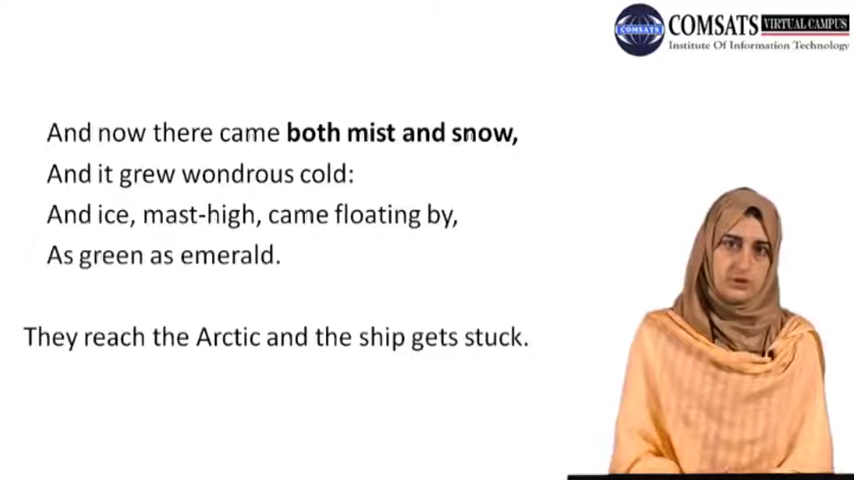 COMSATS
COMSATS VIRTUAL CAMPUS
Institute Of Information Technology
And now there came both mist and snow,
And it grew wondrous cold:
And ice, mast-high, came floating by,
As green as emerald.
They reach the Arctic and the ship gets stuck.